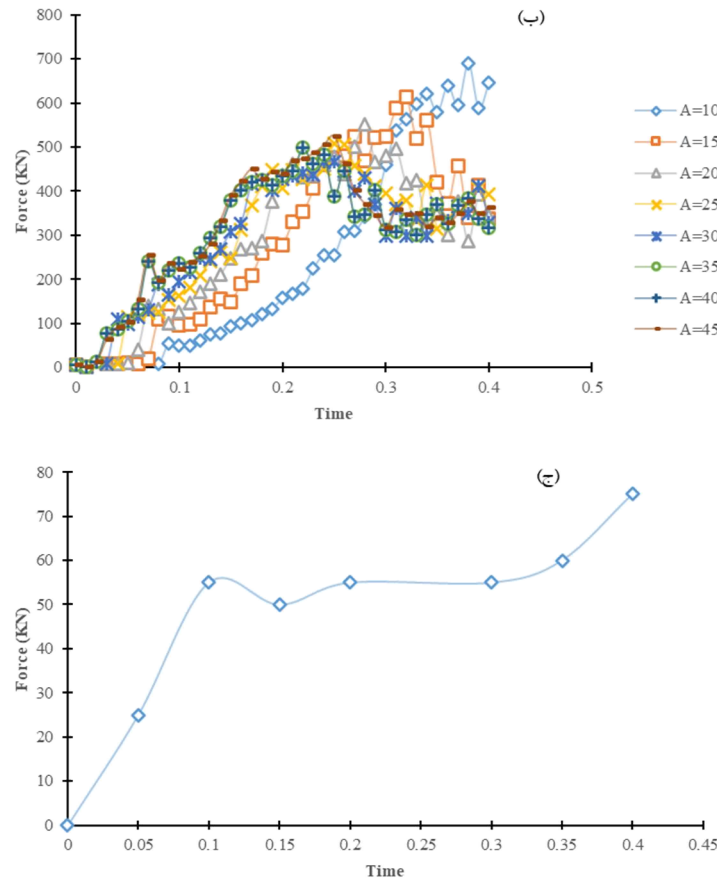 (ب)
800
700
600
500
400
300
200
100
0
Force (KN)
0 0.1 0.2 0.3 0.4 0.5
Time
A=10
A=15
A=20
A=25
A=30
A=35
A=40
A=45
(ج)
80
70
60
50
40
30
20
10
0
Force (KN)
0 0.05 0.1 0.15 0.2 0.25 0.3 0.35 0.4 0.45
Time